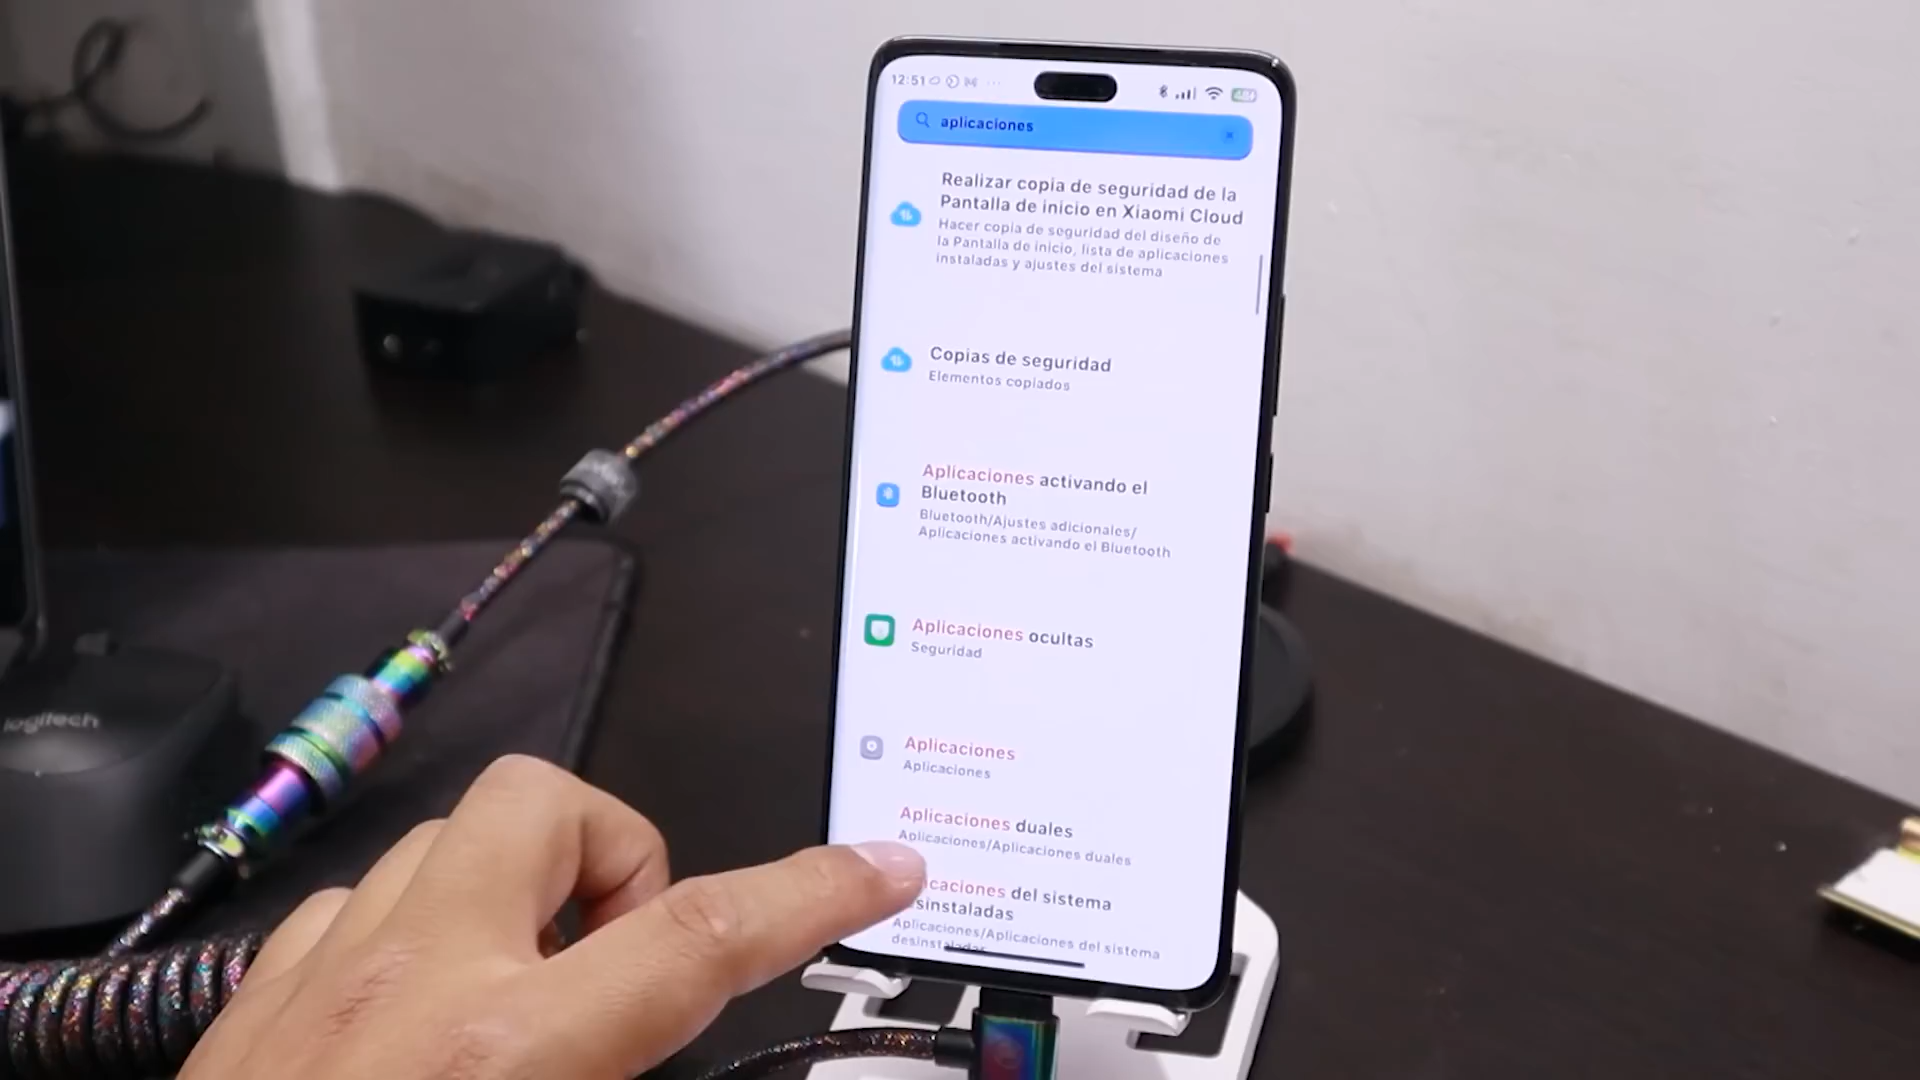 12:51
aplicaciones
Realizar copia de seguridad de la
Pantalla de inicio en Xiaomi Cloud
Hacer copia de seguridad del diseño de
la Pantalla de inicio, lista de aplicaciones
instaladas y ajustes del sistema
Copias de seguridad
Elementos copiados
Aplicaciones activando el
Bluetooth
Bluetooth/Ajustes adicionales/
Aplicaciones activando el Bluetooth
Aplicaciones ocultas
Seguridad
Aplicaciones
Aplicaciones
Aplicaciones duales
Aplicaciones/Aplicaciones duales
icaciones del sistema
sinstaladas
Aplicaciones/Aplicaciones del sistema
desinstaladas
logitech